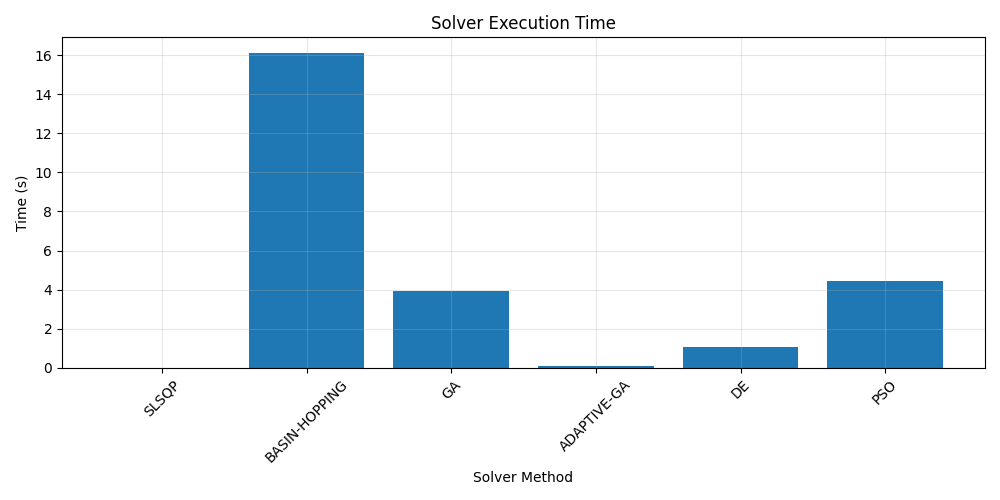 Solver Execution Time
Time (s)
16
14
12
10
8
6
4
2
0
SLSQP
BASIN-HOPPING
GA
ADAPTIVE-GA
DE
PSO
Solver Method